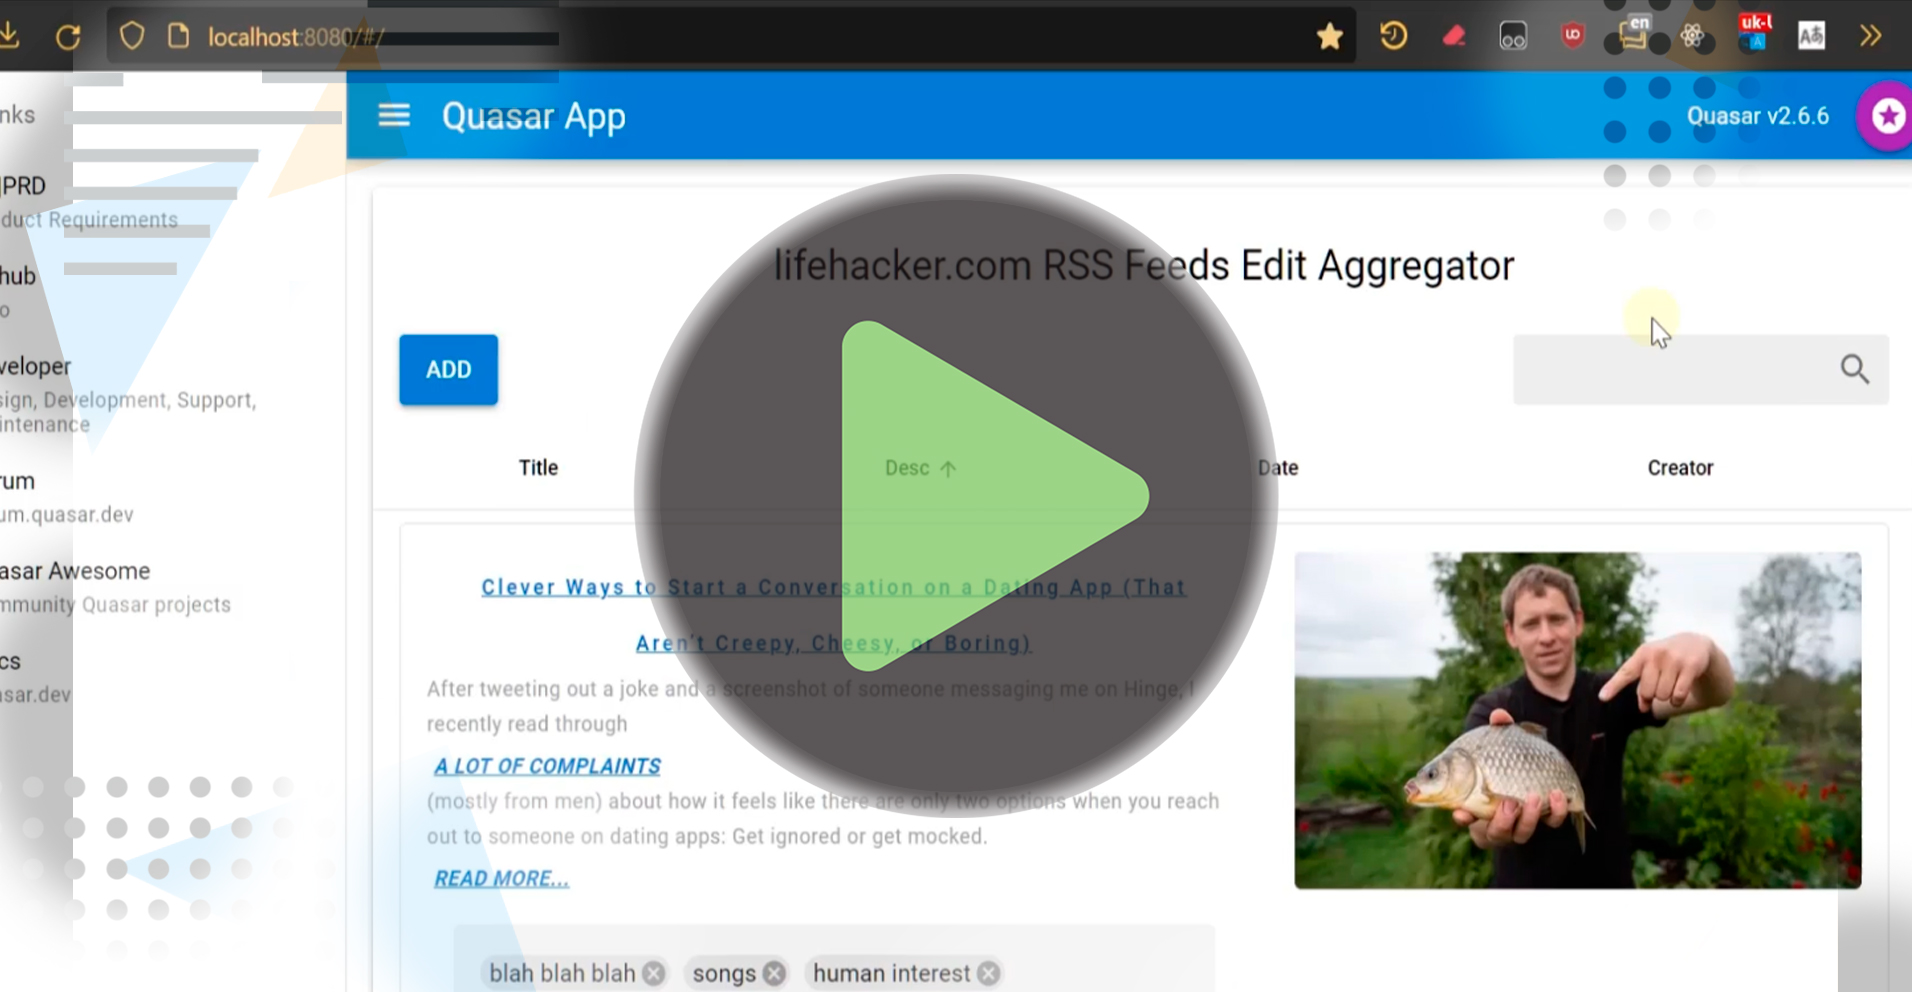 localhost:8080/#/
en
uk-l
Quasar App
Quasar v2.6.6
nks
PRD
duct Requirements
hub
o
veloper
sign, Development, Support,
intenance
rum
um.quasar.dev
asar Awesome
mmunity Quasar projects
cs
asar.dev
lifehacker.com RSS Feeds Edit Aggregator
ADD
Title
Desc ↑
Date
Creator
Clever Ways to Start a Conversation on a Dating App (That
Aren't Creepy, Cheesy, or Boring)
After tweeting out a joke and a screenshot of someone messaging me on Hinge, I
recently read through
A LOT OF COMPLAINTS
(mostly from men) about how it feels like there are only two options when you reach
out to someone on dating apps: Get ignored or get mocked.
READ MORE...
blah blah blah
songs
human interest